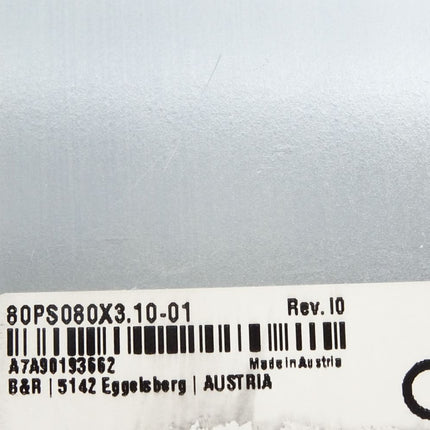 80PS080X3.10-01 Rev. I0
A7A90193662 Made in Austria
B&R | 5142 Eggelsberg | AUSTRIA